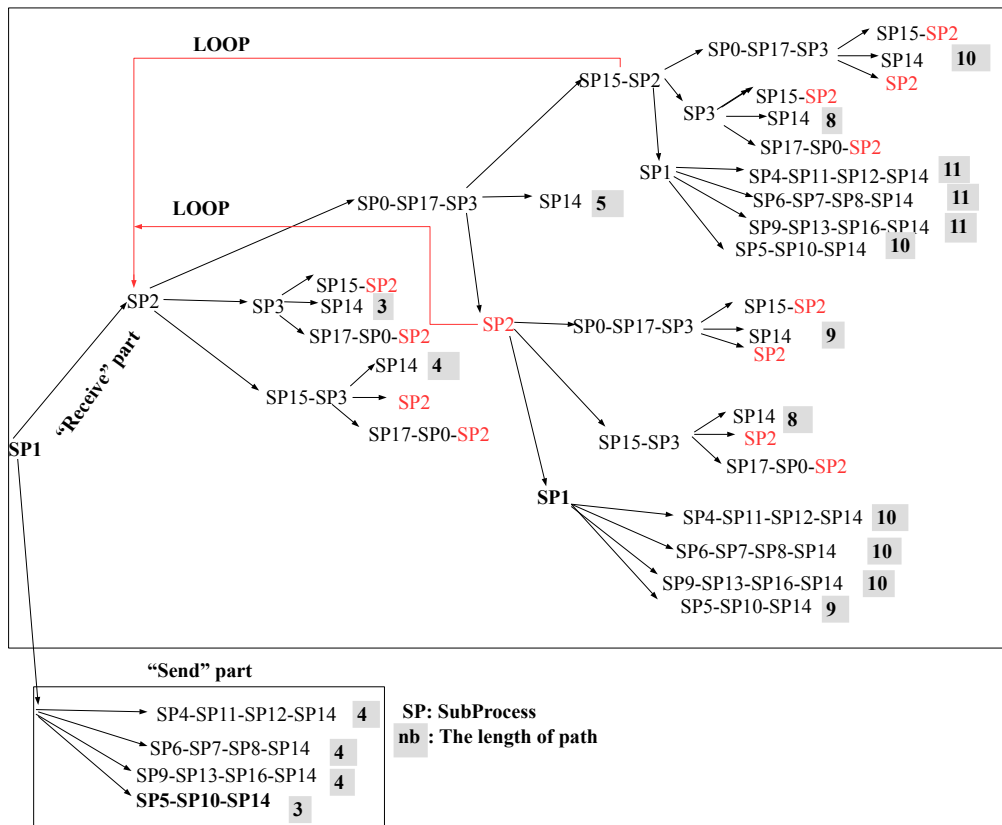 LOOP
SP15-SP2
SP0-SP17-SP3
SP15-SP2
SP14 10
SP2
SP3
SP15-SP2
SP14 8
SP17-SP0-SP2
SP1
SP4-SP11-SP12-SP14 11
SP6-SP7-SP8-SP14 11
SP9-SP13-SP16-SP14 11
SP5-SP10-SP14 10
LOOP
SP0-SP17-SP3
SP14 5
SP2
SP3
SP15-SP2
SP14 3
SP17-SP0-SP2
SP15-SP3
SP14 4
SP2
SP17-SP0-SP2
SP2
SP0-SP17-SP3
SP15-SP2
SP14 9
SP2
SP15-SP3
SP14 8
SP2
SP17-SP0-SP2
SP1
SP4-SP11-SP12-SP14 10
SP6-SP7-SP8-SP14 10
SP9-SP13-SP16-SP14 10
SP5-SP10-SP14 9
“Receive” part
SP1
“Send” part
SP4-SP11-SP12-SP14 4
SP6-SP7-SP8-SP14 4
SP9-SP13-SP16-SP14 4
SP5-SP10-SP14 3
SP: SubProcess
nb : The length of path